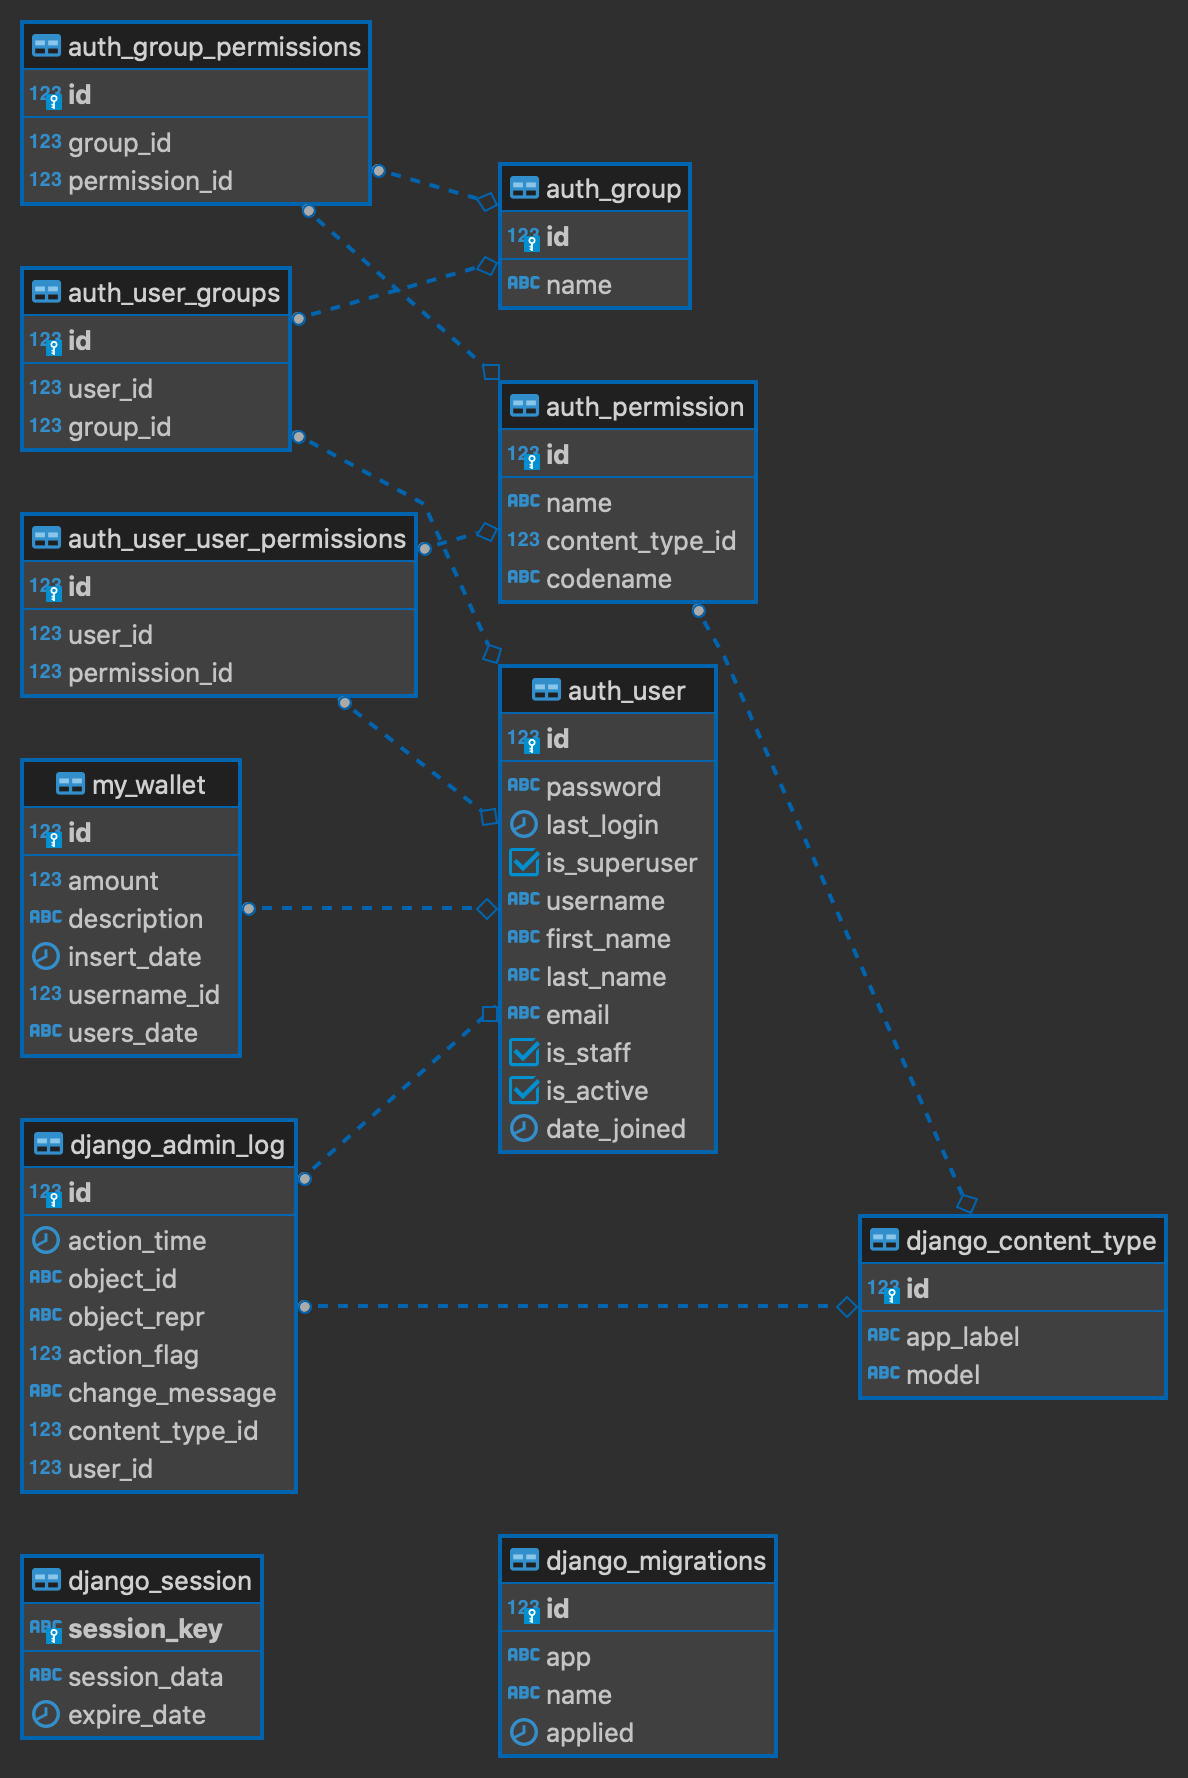 auth_group_permissions
123 id
123 group_id
123 permission_id
auth_group
123 id
ABC name
auth_user_groups
123 id
123 user_id
123 group_id
auth_permission
123 id
ABC name
123 content_type_id
ABC codename
auth_user_user_permissions
123 id
123 user_id
123 permission_id
auth_user
123 id
ABC password
last_login
is_superuser
ABC username
ABC first_name
ABC last_name
ABC email
is_staff
is_active
date_joined
my_wallet
123 id
123 amount
ABC description
insert_date
123 username_id
ABC users_date
django_admin_log
123 id
action_time
ABC object_id
ABC object_repr
123 action_flag
ABC change_message
123 content_type_id
123 user_id
django_content_type
123 id
ABC app_label
ABC model
django_session
ABC session_key
ABC session_data
expire_date
django_migrations
123 id
ABC app
ABC name
applied